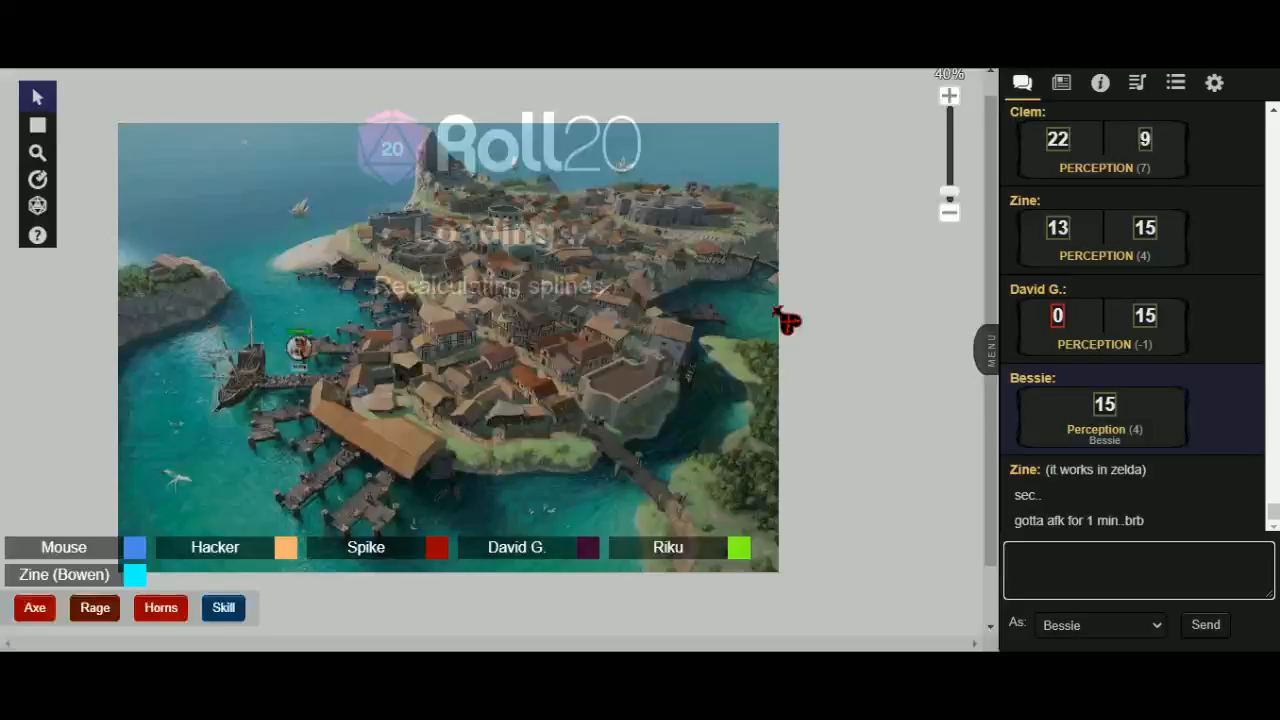 40%
20
Roll20
Loading...
Recalculating splines...
MENU
Mouse
Hacker
Spike
David G.
Riku
Zine (Bowen)
Axe
Rage
Horns
Skill
Clem:
22
9
PERCEPTION (7)
Zine:
13
15
PERCEPTION (4)
David G.:
0
15
PERCEPTION (-1)
Bessie:
15
Perception (4)
Bessie
Zine: (it works in zelda)
sec..
gotta afk for 1 min..brb
As:
Bessie
Send